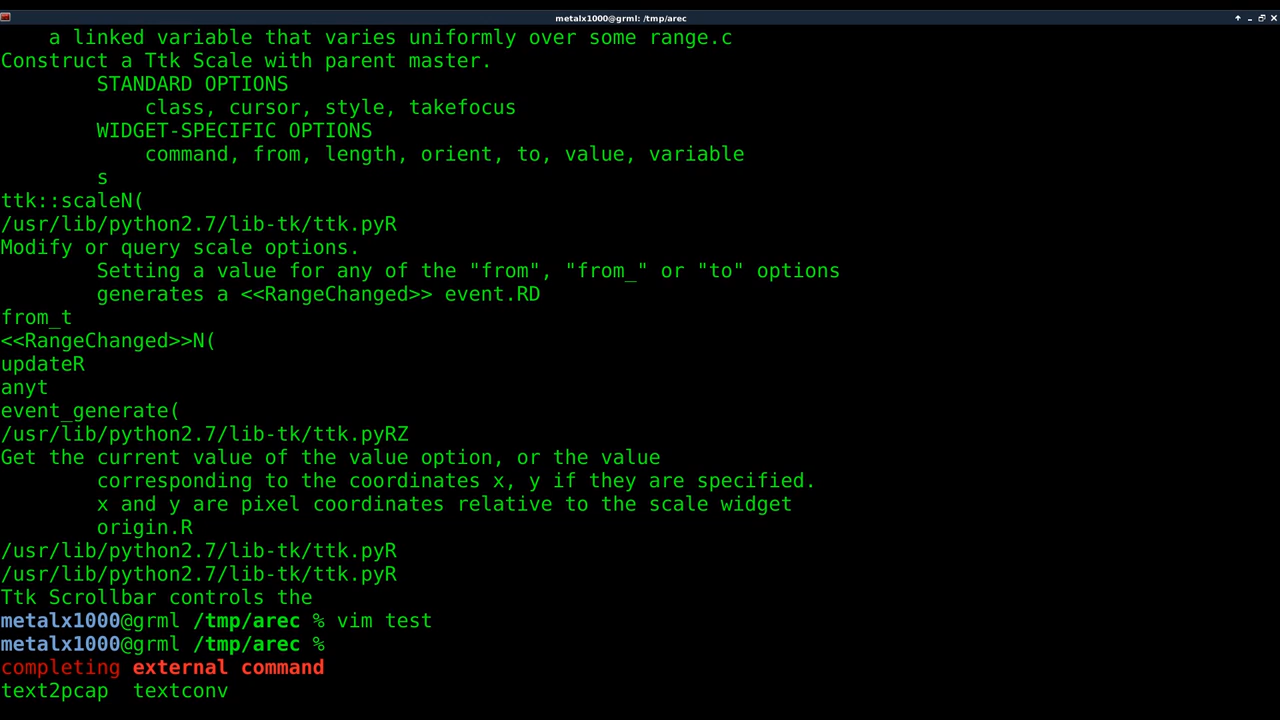 metalx1000@grml: /tmp/arec
a linked variable that varies uniformly over some range.c
Construct a Ttk Scale with parent master.
STANDARD OPTIONS
class, cursor, style, takefocus
WIDGET-SPECIFIC OPTIONS
command, from, length, orient, to, value, variable
s
ttk::scaleN(
/usr/lib/python2.7/lib-tk/ttk.pyR
Modify or query scale options.
Setting a value for any of the "from", "from_" or "to" options
generates a <<RangeChanged>> event.RD
from_t
<<RangeChanged>>N(
updateR
anyt
event_generate(
/usr/lib/python2.7/lib-tk/ttk.pyRZ
Get the current value of the value option, or the value
corresponding to the coordinates x, y if they are specified.
x and y are pixel coordinates relative to the scale widget
origin.R
/usr/lib/python2.7/lib-tk/ttk.pyR
/usr/lib/python2.7/lib-tk/ttk.pyR
Ttk Scrollbar controls the
metalx1000@grml /tmp/arec % vim test
metalx1000@grml /tmp/arec %
completing external command
text2pcap  textconv